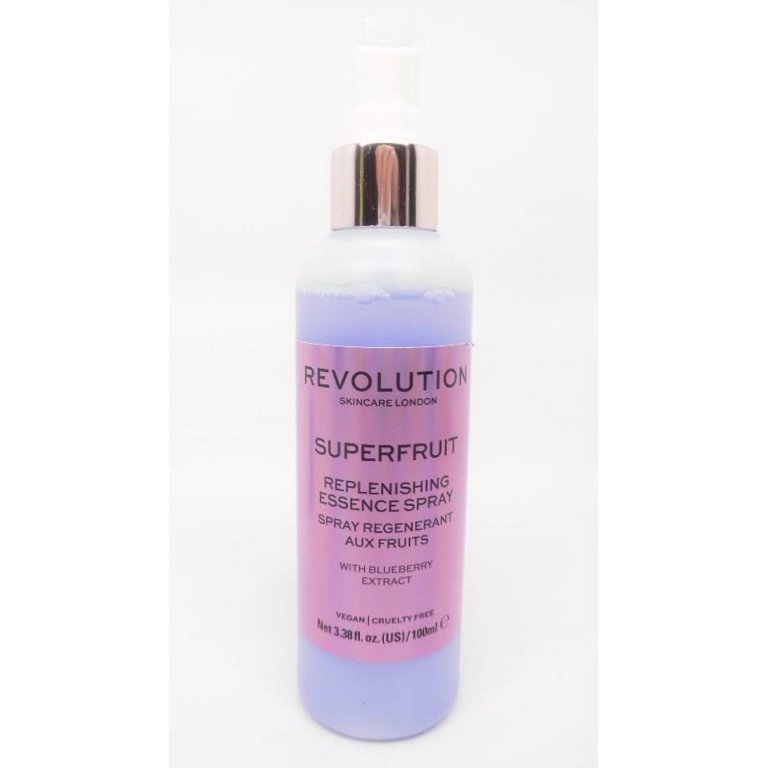 REVOLUTION
SKINCARE LONDON
SUPERFRUIT
REPLENISHING
ESSENCE SPRAY
SPRAY REGENERANT
AUX FRUITS
WITH BLUEBERRY
EXTRACT
VEGAN | CRUELTY FREE
Net 3.38 fl. oz. (US)/100ml ℮